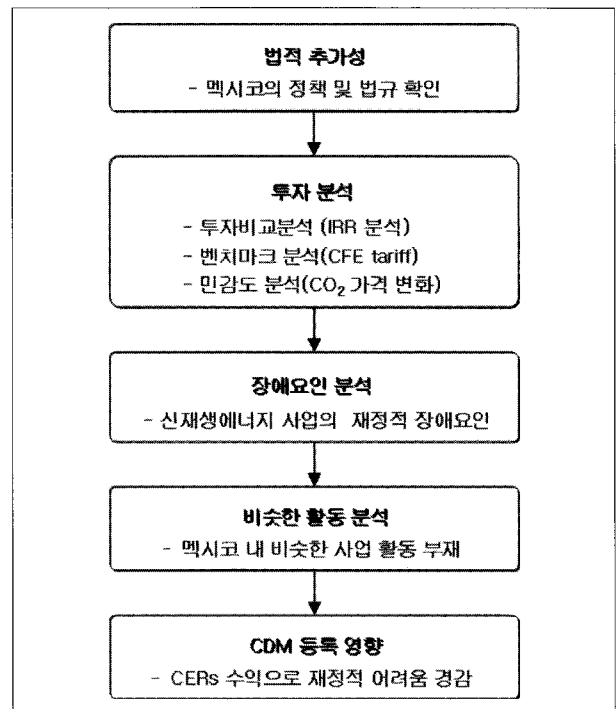 법적 추가성
- 멕시코의 정책 및 법규 확인
투자 분석
- 투자비교분석 (IRR 분석)
- 벤치마크 분석(CFE tariff)
- 민감도 분석(CO₂ 가격 변화)
장애요인 분석
- 신재생에너지 사업의 재정적 장애요인
비슷한 활동 분석
- 멕시코 내 비슷한 사업 활동 부재
CDM 등록 영향
- CERs 수익으로 재정적 어려움 경감